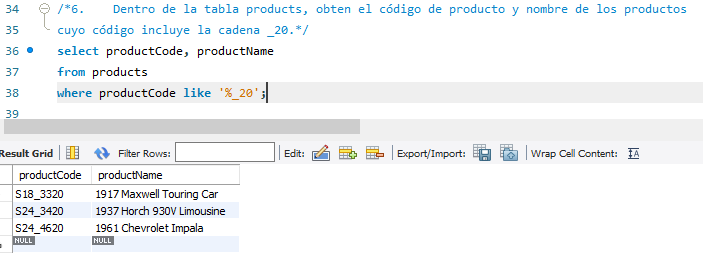 34 /*6. Dentro de la tabla products, obten el código de producto y nombre de los productos
35 cuyo código incluye la cadena _20.*/
36 select productCode, productName
37 from products
38 where productCode like '%_20';
39
Result Grid Filter Rows: Edit: Export/Import: Wrap Cell Content: IA
productCode productName
S18_3320 1917 Maxwell Touring Car
S24_3420 1937 Horch 930V Limousine
S24_4620 1961 Chevrolet Impala
NULL NULL